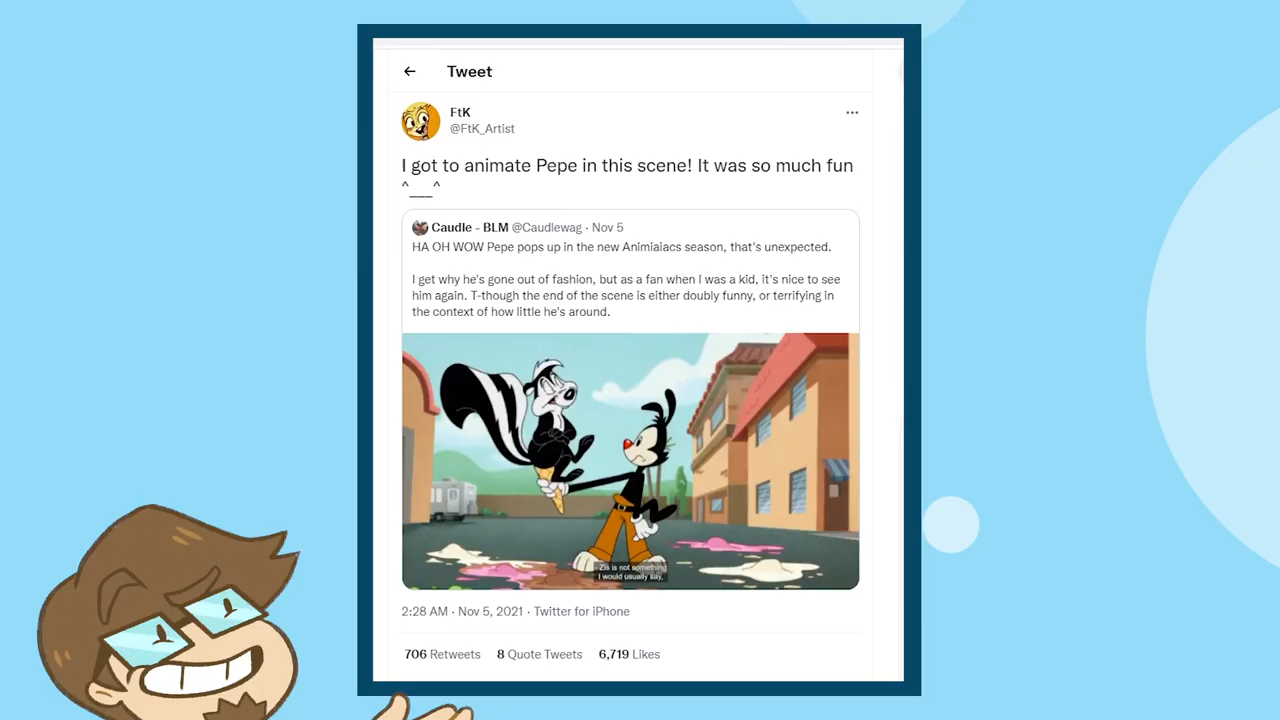 Tweet
FtK
@FtK_Artist
I got to animate Pepe in this scene! It was so much fun
^___^
Caudle - BLM @Caudlewag · Nov 5
HA OH WOW Pepe pops up in the new Animiaiacs season, that's unexpected.
I get why he's gone out of fashion, but as a fan when I was a kid, it's nice to see
him again. T-though the end of the scene is either doubly funny, or terrifying in
the context of how little he's around.
- Zis is not something
I would usually say,
2:28 AM · Nov 5, 2021 · Twitter for iPhone
706 Retweets 8 Quote Tweets 6,719 Likes